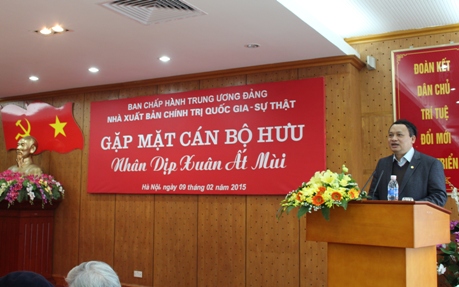 BAN CHẤP HÀNH TRUNG ƯƠNG ĐẢNG
NHÀ XUẤT BẢN CHÍNH TRỊ QUỐC GIA-SỰ THẬT
GẶP MẶT CÁN BỘ HƯU
Nhân Dịp Xuân Ất Mùi
Hà Nội, ngày 09 tháng 02 năm 2015
ĐOÀN KẾT
DÂN CHỦ
TRÍ TUỆ
ĐỔI MỚI
TRIỂN